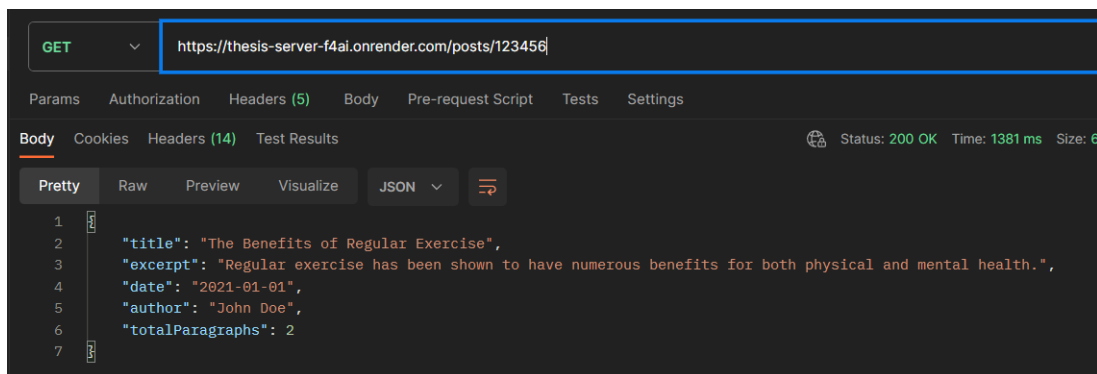 GET https://thesis-server-f4ai.onrender.com/posts/123456
Params Authorization Headers (5) Body Pre-request Script Tests Settings
Body Cookies Headers (14) Test Results Status: 200 OK Time: 1381 ms Size: 6
Pretty Raw Preview Visualize JSON
1 {
2 "title": "The Benefits of Regular Exercise",
3 "excerpt": "Regular exercise has been shown to have numerous benefits for both physical and mental health.",
4 "date": "2021-01-01",
5 "author": "John Doe",
6 "totalParagraphs": 2
7 }